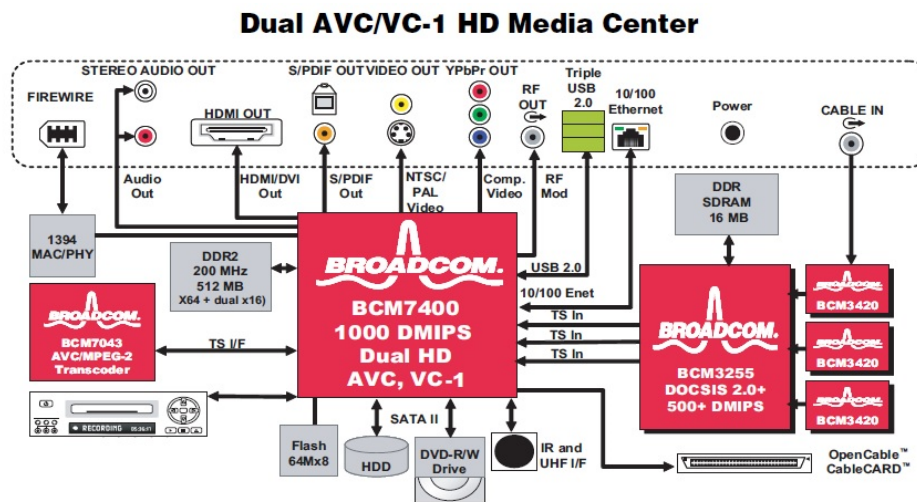 Dual AVC/VC-1 HD Media Center
STEREO AUDIO OUT
S/PDIF OUT
VIDEO OUT
YPbPr OUT
Triple
USB
2.0
FIREWIRE
HDMI OUT
RF
OUT
10/100
Ethernet
Power
CABLE IN
Audio
Out
HDMI/DVI
Out
S/PDIF
Out
NTSC/
PAL
Video
Comp.
Video
RF
Mod
DDR
SDRAM
16 MB
1394
MAC/PHY
DDR2
200 MHz
512 MB
X64 + dual x16)
BROADCOM.
BCM7400
1000 DMIPS
Dual HD
AVC, VC-1
USB 2.0
10/100 Enet
TS In
TS In
TS In
BROADCOM.
BCM3255
DOCSIS 2.0+
500+ DMIPS
BROADCOM.
BCM3420
BROADCOM.
BCM3420
BROADCOM.
BCM3420
BROADCOM.
BCM7043
AVC/MPEG-2
Transcoder
TS I/F
RECORDING
SATA II
Flash
64Mx8
HDD
DVD-R/W
Drive
IR and
UHF I/F
OpenCable™
CableCARD™